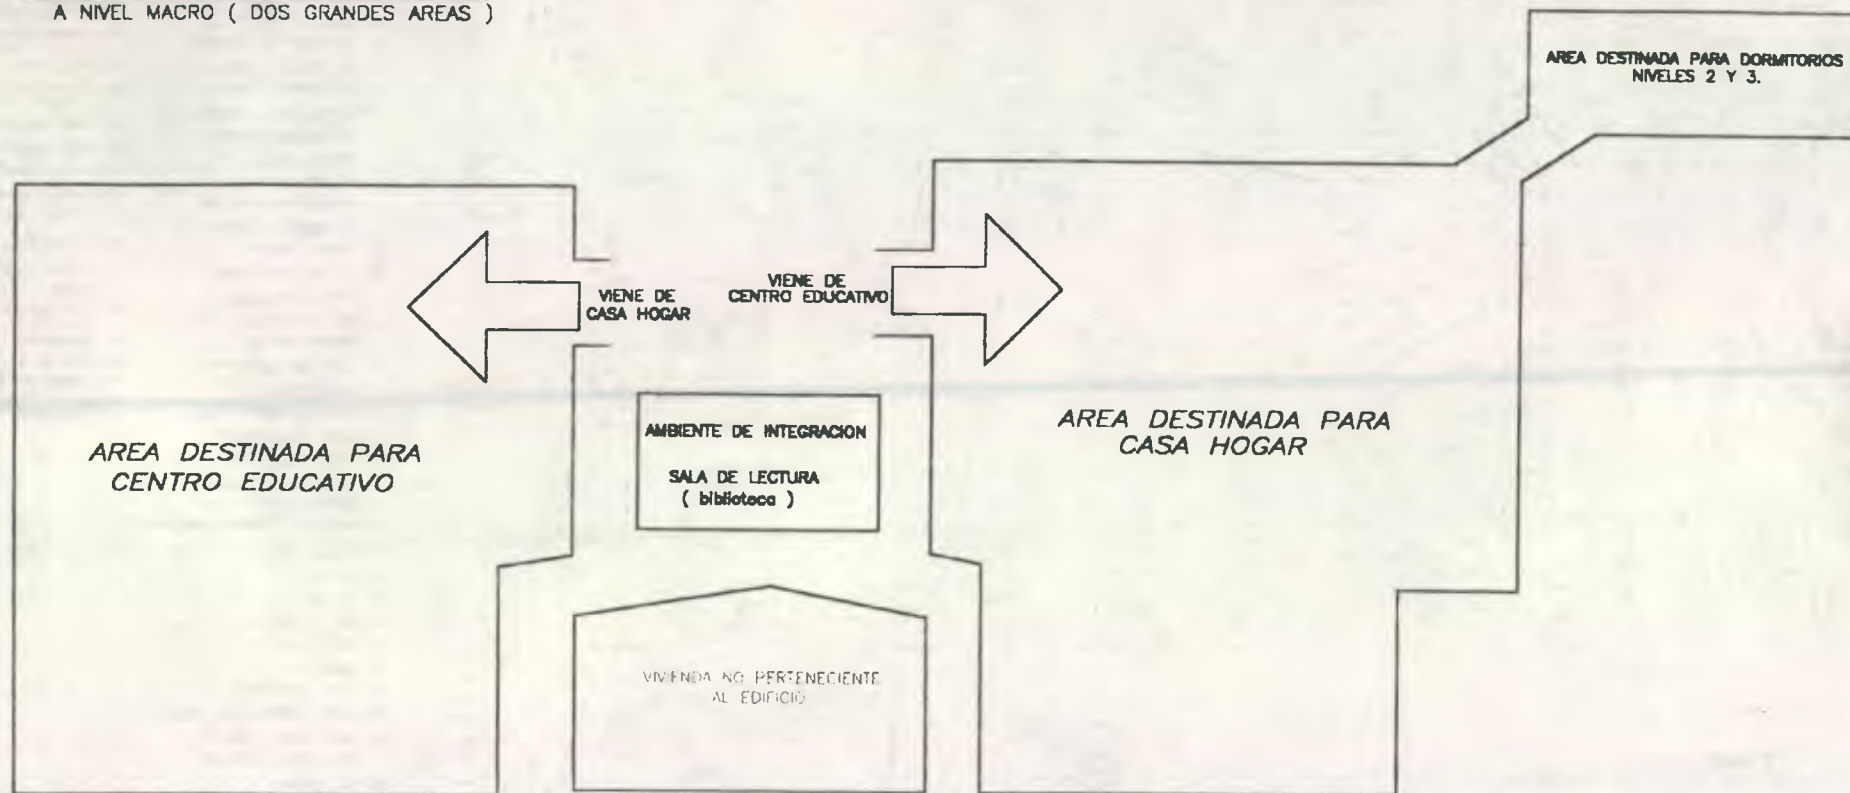 A NIVEL MACRO ( DOS GRANDES AREAS )
AREA DESTINADA PARA DORMITORIOS
NIVELES 2 Y 3.
VIENE DE
CASA HOGAR
VIENE DE
CENTRO EDUCATIVO
AREA DESTINADA PARA
CENTRO EDUCATIVO
AMBIENTE DE INTEGRACION
SALA DE LECTURA
( biblioteca )
AREA DESTINADA PARA
CASA HOGAR
VIVIENDA NO PERTENECIENTE
AL EDIFICIO